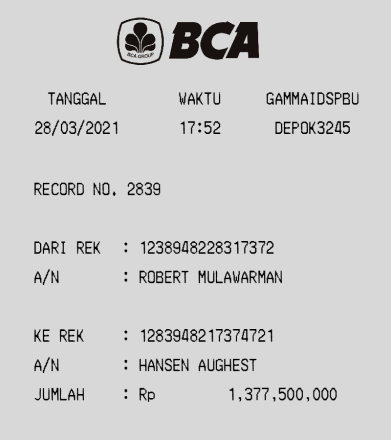 BCA GROUP
BCA
TANGGAL WAKTU GAMMAIDSPBU
28/03/2021 17:52 DEPOK3245
RECORD NO. 2839
DARI REK : 1238948228317372
A/N : ROBERT MULAWARMAN
KE REK : 1283948217374721
A/N : HANSEN AUGHEST
JUMLAH : Rp 1,377,500,000